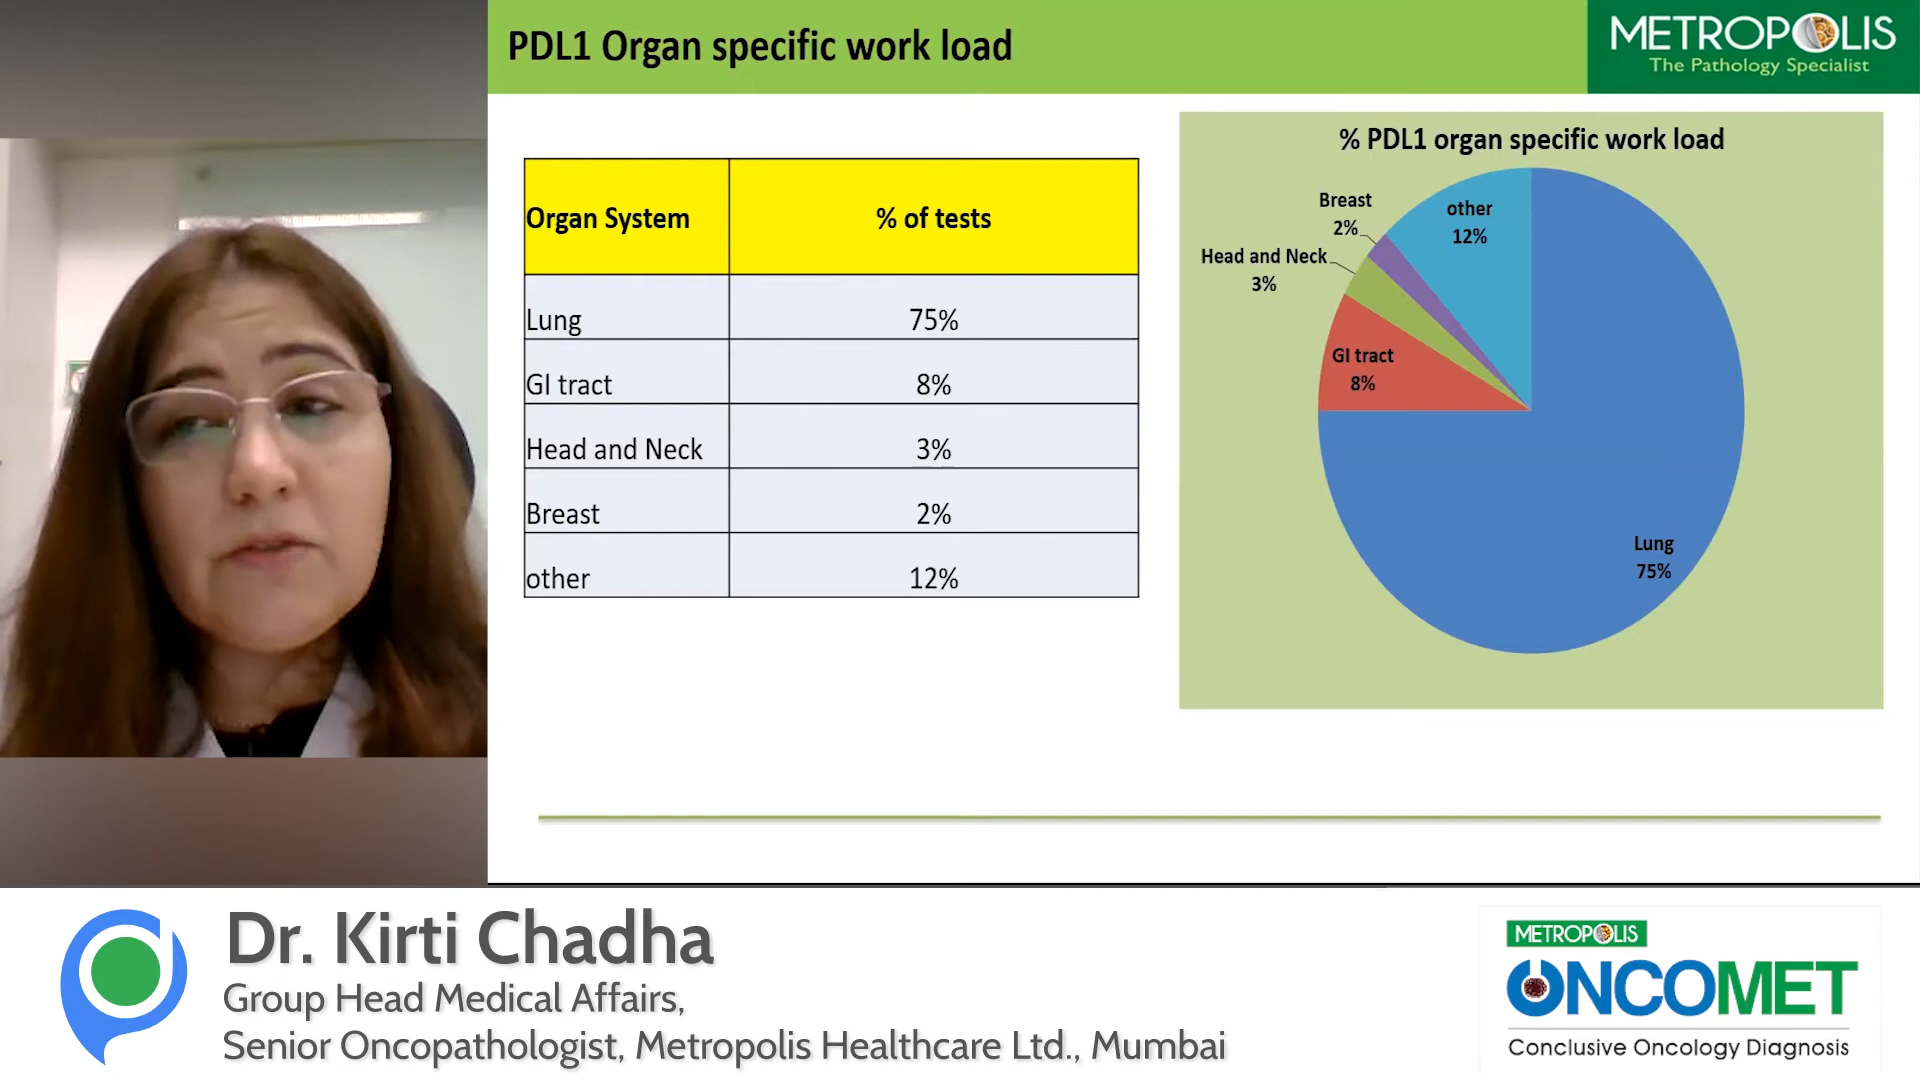 PDL1 Organ specific work load
METROPOLIS
The Pathology Specialist
Organ System % of tests
Lung 75%
GI tract 8%
Head and Neck 3%
Breast 2%
other 12%
% PDL1 organ specific work load
Breast
2%
other
12%
Head and Neck
3%
GI tract
8%
Lung
75%
Dr. Kirti Chadha
Group Head Medical Affairs,
Senior Oncopathologist, Metropolis Healthcare Ltd., Mumbai
METROPOLIS
ONCOMET
Conclusive Oncology Diagnosis